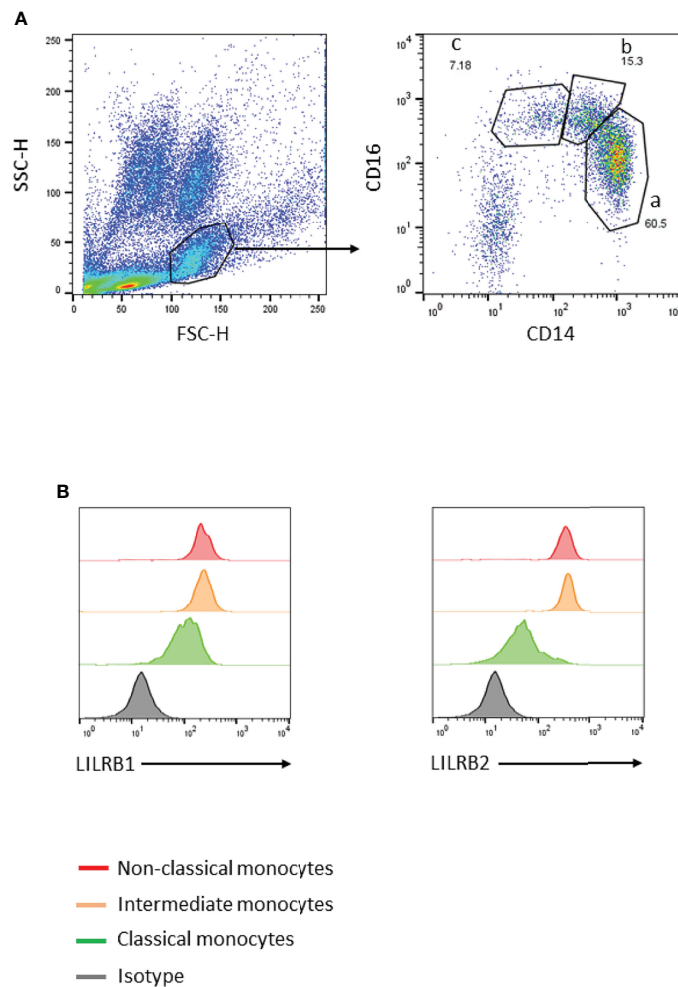 A
250
200
150
100
50
0
SSC-H
0 50 100 150 200 250
FSC-H
10⁴
10³
10²
10¹
10⁰
CD16
c
7.18
b
15.3
a
60.5
10⁰ 10¹ 10² 10³ 10⁴
CD14
B
10⁰ 10¹ 10² 10³ 10⁴
LILRB1
10⁰ 10¹ 10² 10³ 10⁴
LILRB2
Non-classical monocytes
Intermediate monocytes
Classical monocytes
Isotype